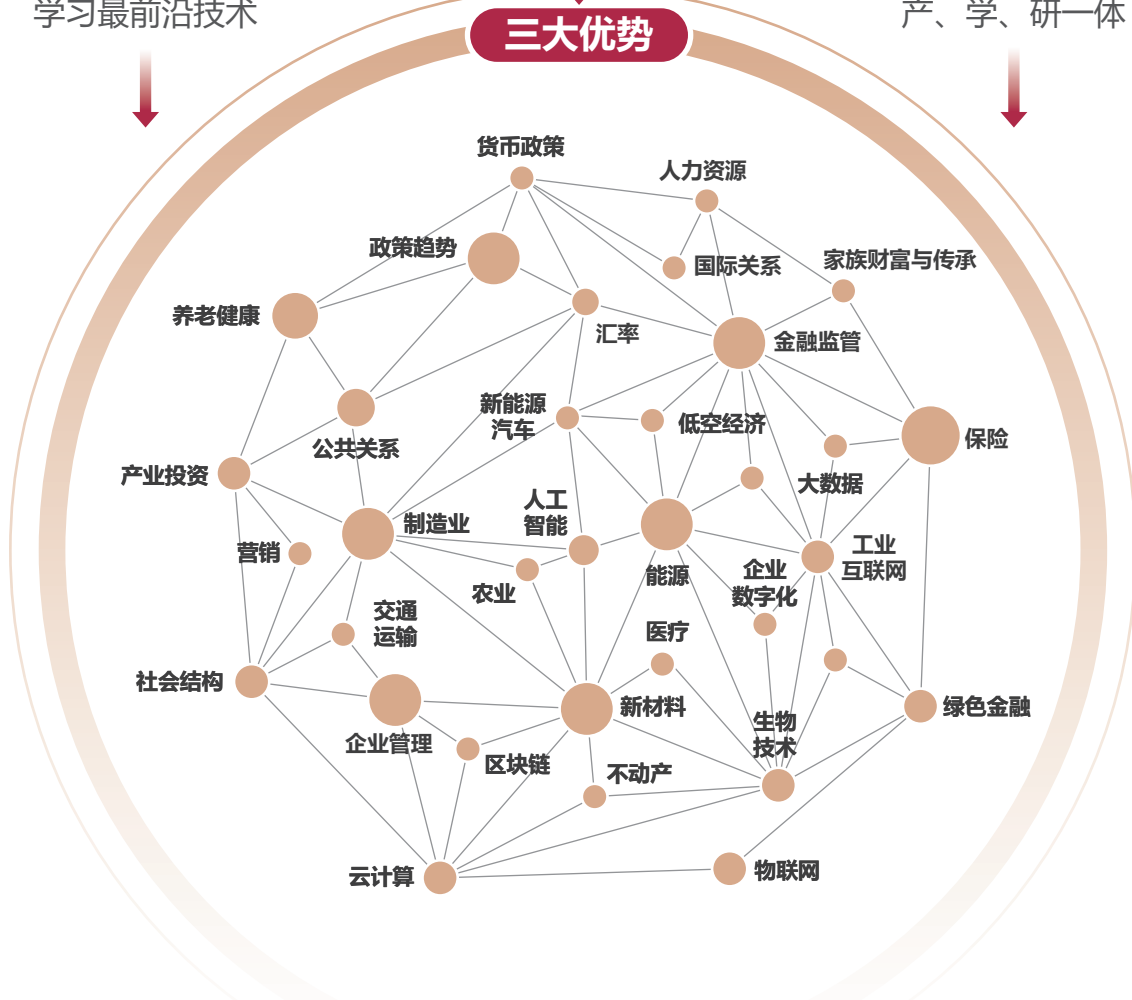 学习最前沿技术
产、学、研一体
三大优势
货币政策
人力资源
政策趋势
国际关系
家族财富与传承
养老健康
汇率
金融监管
新能源
汽车
低空经济
公共关系
保险
产业投资
大数据
人工
智能
制造业
营销
工业
互联网
能源
企业
数字化
农业
交通
运输
医疗
社会结构
新材料
绿色金融
生物
技术
企业管理
区块链
不动产
云计算
物联网